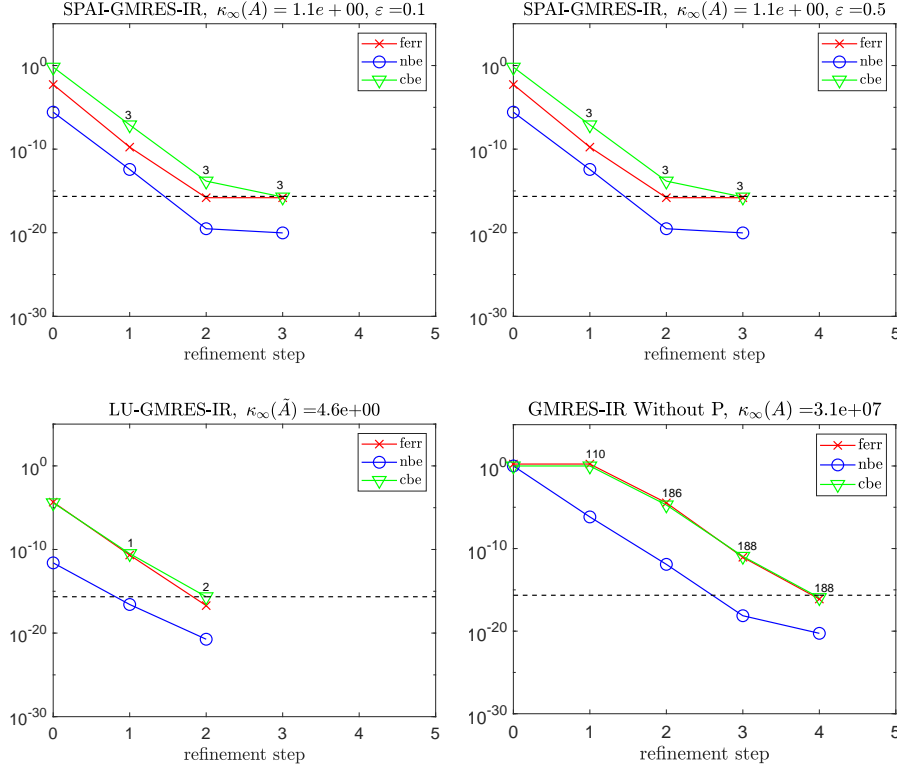 SPAI-GMRES-IR, κ∞(A) = 1.1e + 00, ε =0.1
10^0
10^-10
10^-20
10^-30
ferr
nbe
cbe
3
3
3
0 1 2 3 4 5
refinement step
SPAI-GMRES-IR, κ∞(A) = 1.1e + 00, ε =0.5
10^0
10^-10
10^-20
10^-30
ferr
nbe
cbe
3
3
3
0 1 2 3 4 5
refinement step
LU-GMRES-IR, κ∞(Ã) =4.6e+00
10^0
10^-10
10^-20
10^-30
ferr
nbe
cbe
1
2
0 1 2 3 4 5
refinement step
GMRES-IR Without P, κ∞(A) =3.1e+07
10^0
10^-10
10^-20
10^-30
ferr
nbe
cbe
110
186
188
188
0 1 2 3 4 5
refinement step